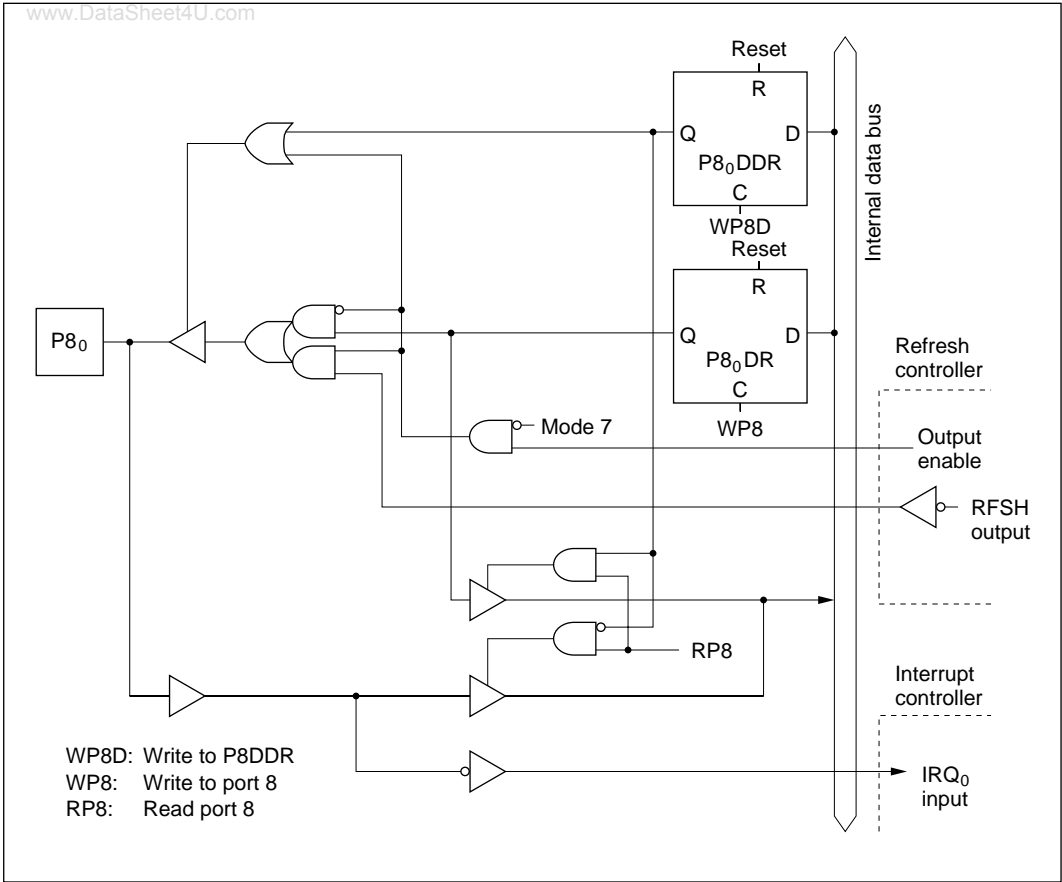 www.DataSheet4U.com
Reset
R
Q
D
P8₀DDR
C
WP8D
Reset
R
Q
D
P8₀DR
C
WP8
Internal data bus
P8₀
Refresh
controller
Mode 7
Output
enable
RFSH
output
RP8
Interrupt
controller
IRQ₀
input
WP8D: Write to P8DDR
WP8: Write to port 8
RP8: Read port 8